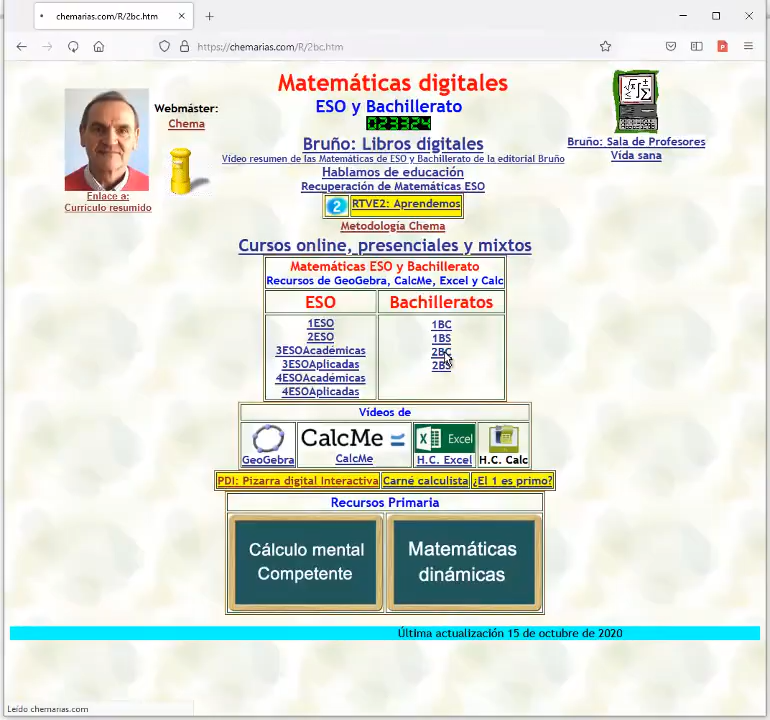 chemarias.com/R/2bc.htm
https://chemarias.com/R/2bc.htm
Matemáticas digitales
ESO y Bachillerato
023324
Webmáster:
Chema
Enlace a:
Currículo resumido
Bruño: Libros digitales
Vídeo resumen de las Matemáticas de ESO y Bachillerato de la editorial Bruño
Hablamos de educación
Recuperación de Matemáticas ESO
2 RTVE2: Aprendemos
Metodología Chema
Bruño: Sala de Profesores
Vida sana
Cursos online, presenciales y mixtos
Matemáticas ESO y Bachillerato
Recursos de GeoGebra, CalcMe, Excel y Calc
ESO
Bachilleratos
1ESO
2ESO
3ESOAcadémicas
3ESOAplicadas
4ESOAcadémicas
4ESOAplicadas
1BC
1BS
2BC
2BS
Vídeos de
GeoGebra
CalcMe =
CalcMe
Excel
H.C. Excel
H.C. Calc
PDI: Pizarra digital Interactiva
Carné calculista
¿El 1 es primo?
Recursos Primaria
Cálculo mental
Competente
Matemáticas
dinámicas
Última actualización 15 de octubre de 2020
Leído chemarias.com